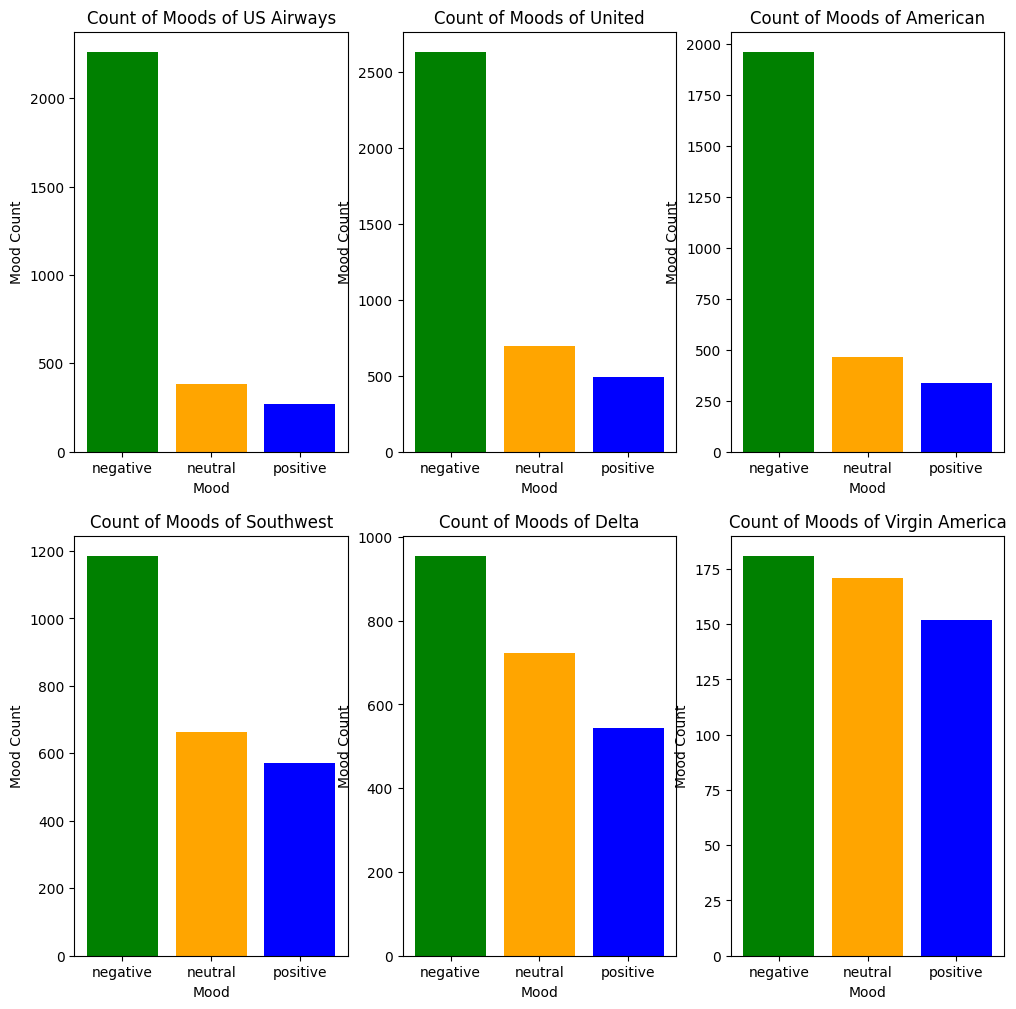 Count of Moods of US Airways
Mood Count
2000
1500
1000
500
0
negative neutral positive
Mood
Count of Moods of United
Mood Count
2500
2000
1500
1000
500
0
negative neutral positive
Mood
Count of Moods of American
Mood Count
2000
1750
1500
1250
1000
750
500
250
0
negative neutral positive
Mood
Count of Moods of Southwest
Mood Count
1200
1000
800
600
400
200
0
negative neutral positive
Mood
Count of Moods of Delta
Mood Count
1000
800
600
400
200
0
negative neutral positive
Mood
Count of Moods of Virgin America
Mood Count
175
150
125
100
75
50
25
0
negative neutral positive
Mood